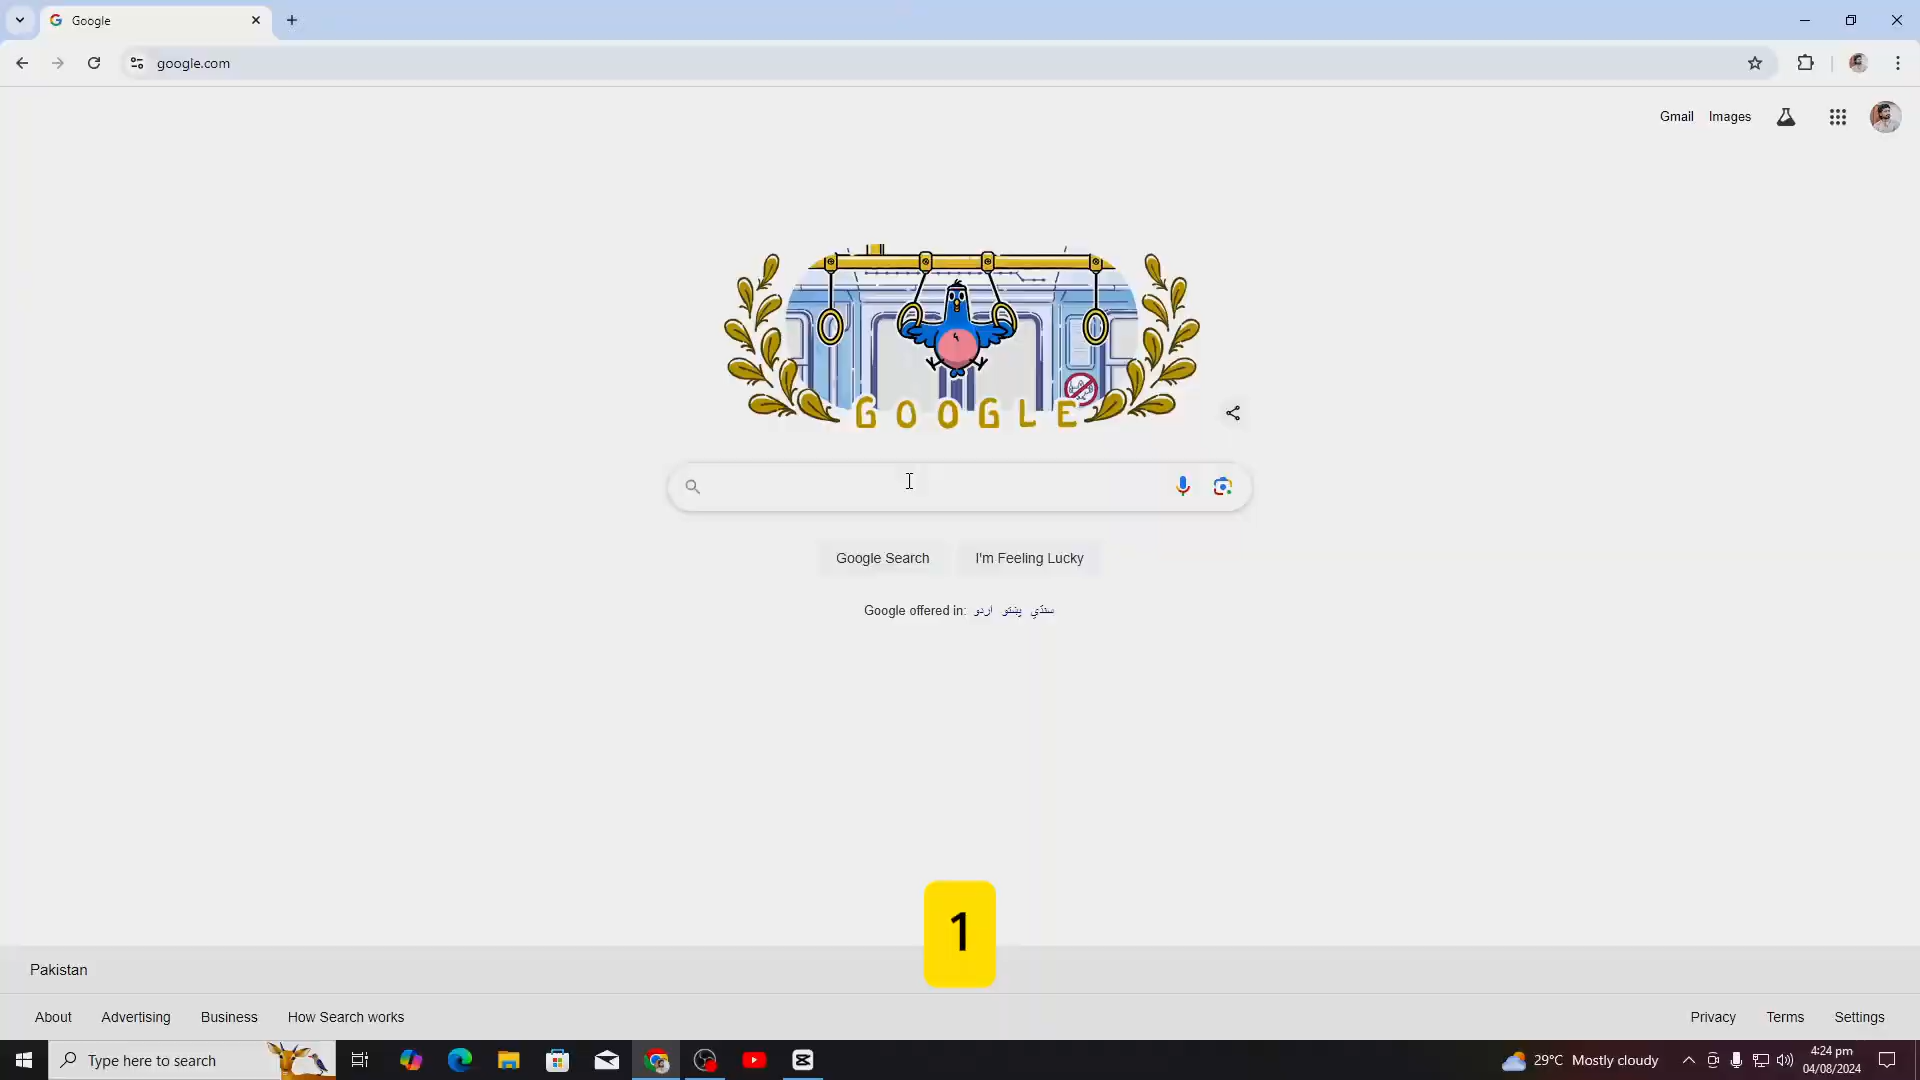 Google
google.com
Gmail Images
GOOGLE
Google Search I'm Feeling Lucky
Google offered in: اردو پښتو سنڌي
1
Pakistan
About Advertising Business How Search works Privacy Terms Settings
Type here to search
29°C Mostly cloudy
4:24 pm
04/08/2024